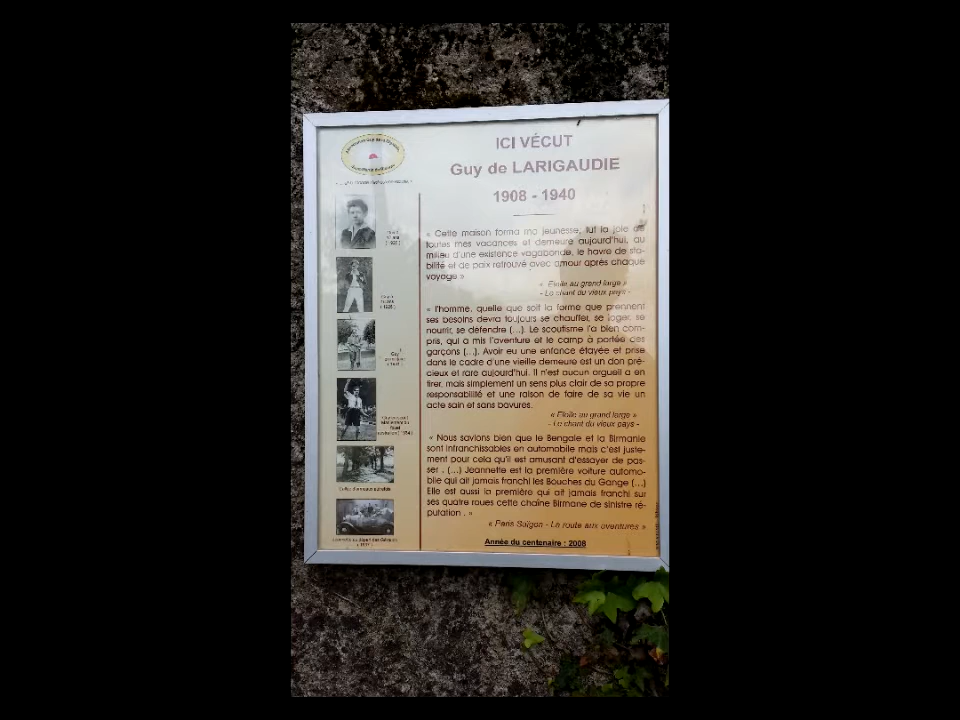 ICI VÉCUT
Guy de LARIGAUDIE
1908 - 1940
« Cette maison forma ma jeunesse, fut la joie de
toutes mes vacances et demeure aujourd'hui, au
milieu d'une existence vagabonde, le havre de sta-
bilité et de paix retrouvé avec amour après chaque
voyage »
« Etoile au grand large »
- Le chant du vieux pays -
« l'homme, quelle que soit la forme que prennent
ses besoins devra toujours se chauffer, se loger, se
nourrir, se défendre (...). Le scoutisme l'a bien com-
pris, qui a mis l'aventure et le camp à portée des
garçons (...). Avoir eu une enfance étayée et prise
dans le cadre d'une vieille demeure est un don pré-
cieux et rare aujourd'hui. Il n'est aucun orgueil a en
tirer, mais simplement un sens plus clair de sa propre
responsabilité et une raison de faire de sa vie un
acte sain et sans bavures.
« Etoile au grand large »
- Le chant du vieux pays -
« Nous savions bien que le Bengale et la Birmanie
sont infranchissables en automobile mais c'est juste-
ment pour cela qu'il est amusant d'essayer de pas-
ser . (...) Jeannette est la première voiture automo-
bile qui ait jamais franchi les Bouches du Gange (...)
Elle est aussi la première qui ait jamais franchi sur
ses quatre roues cette chaîne Birmane de sinistre ré-
putation . »
« Paris Saïgon - La route aux aventures »
Année du centenaire : 2008